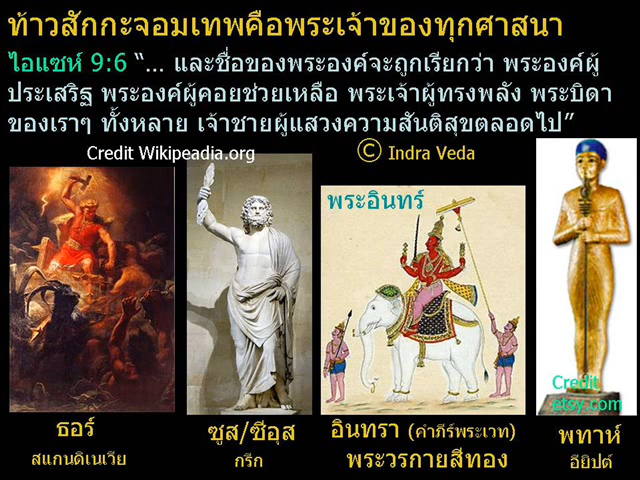 ท้าวสักกะจอมเทพคือพระเจ้าของทุกศาสนา
ไอแซห์ 9:6 “... และชื่อของพระองค์จะถูกเรียกว่า พระองค์ผู้
ประเสริฐ พระองค์ผู้คอยช่วยเหลือ พระเจ้าผู้ทรงพลัง พระบิดา
ของเราๆ ทั้งหลาย เจ้าชายผู้แสวงความสันติสุขตลอดไป”
Credit Wikipeadia.org
© Indra Veda
พระอินทร์
Credit
etsy.com
ธอร์
สแกนดิเนเวีย
ซูส/ซีอุส
กรีก
อินทรา (คำภีร์พระเวท)
พระวรกายสีทอง
พทาห์
อียิปต์